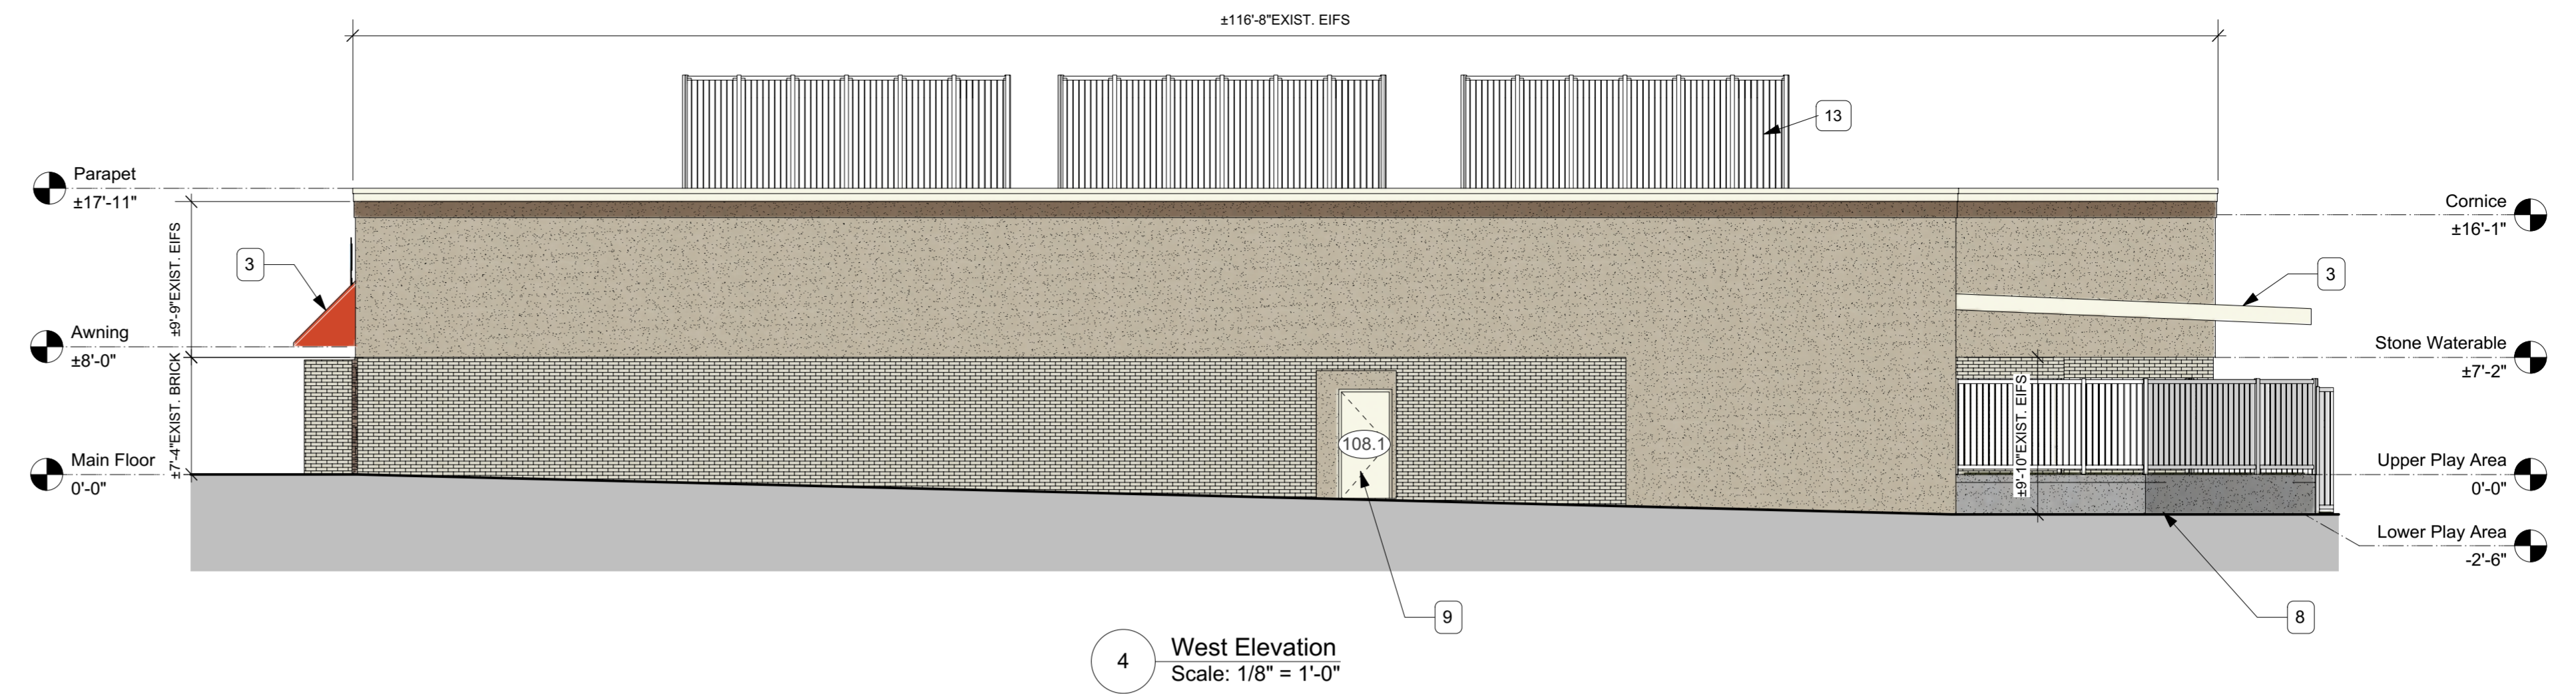 ±116'-8"EXIST. EIFS
13
Parapet
±17'-11"
Cornice
±16'-1"
±9'-9"EXIST. EIFS
3
3
Awning
±8'-0"
Stone Waterable
±7'-2"
±7'-4"EXIST. BRICK
±9'-10"EXIST. EIFS
108.1
Main Floor
0'-0"
Upper Play Area
0'-0"
Lower Play Area
-2'-6"
9
8
4
West Elevation
Scale: 1/8" = 1'-0"